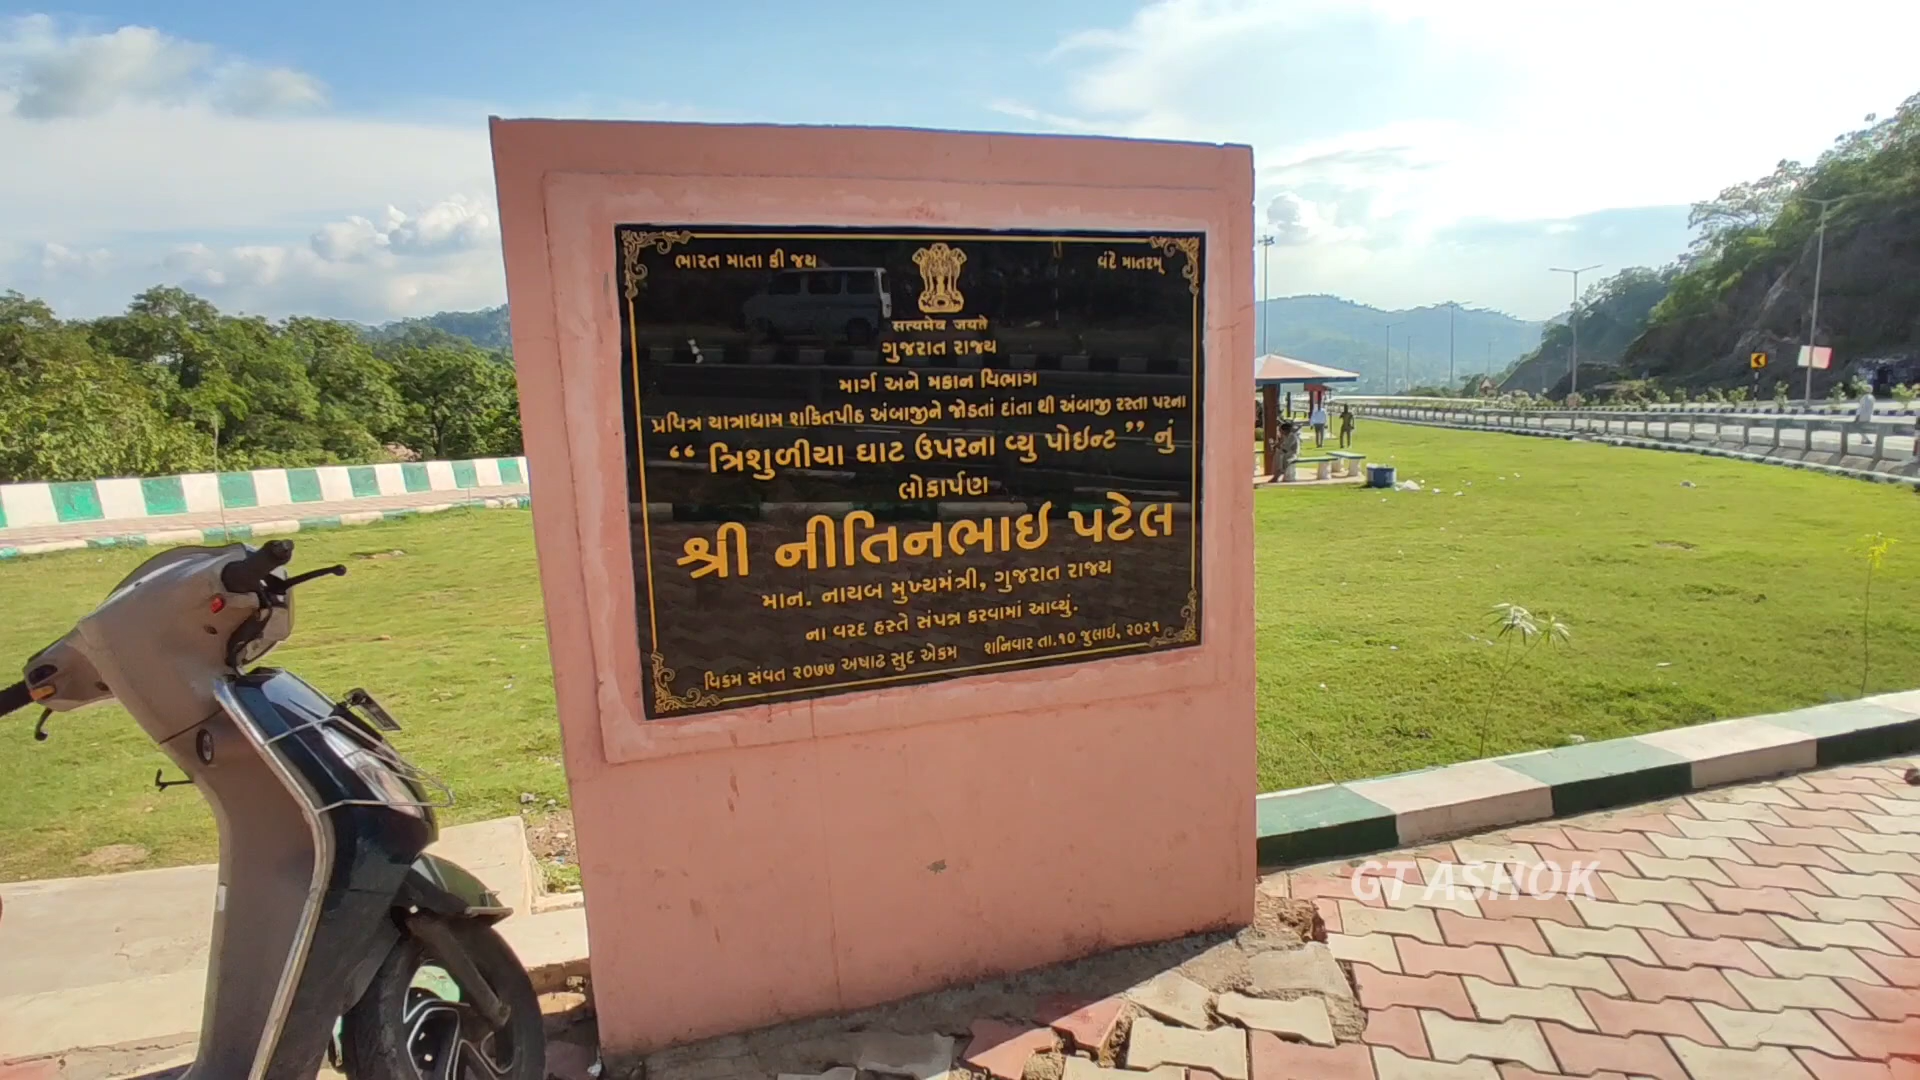 ભારત માતા કી જય
વંદે માતરમ્
સત્યમેવ જયતે
ગુજરાત રાજ્ય
માર્ગ અને મકાન વિભાગ
પ્રવિત્ર યાત્રાધામ શકિતપીઠ અંબાજીને જોડતાં દાંતા થી અંબાજી રસ્તા પરના
“ ત્રિશુળીયા ઘાટ ઉપરના વ્યુ પોઇન્ટ ” નું
લોકાર્પણ
શ્રી નીતિનભાઇ પટેલ
માન. નાયબ મુખ્યમંત્રી, ગુજરાત રાજ્ય
ના વરદ હસ્તે સંપન્ન કરવામાં આવ્યું.
વિક્રમ સંવત ૨૦૭૭ અષાઢ સુદ એકમ શનિવાર તા.૧૦ જુલાઇ, ૨૦૨૧
GT ASHOK